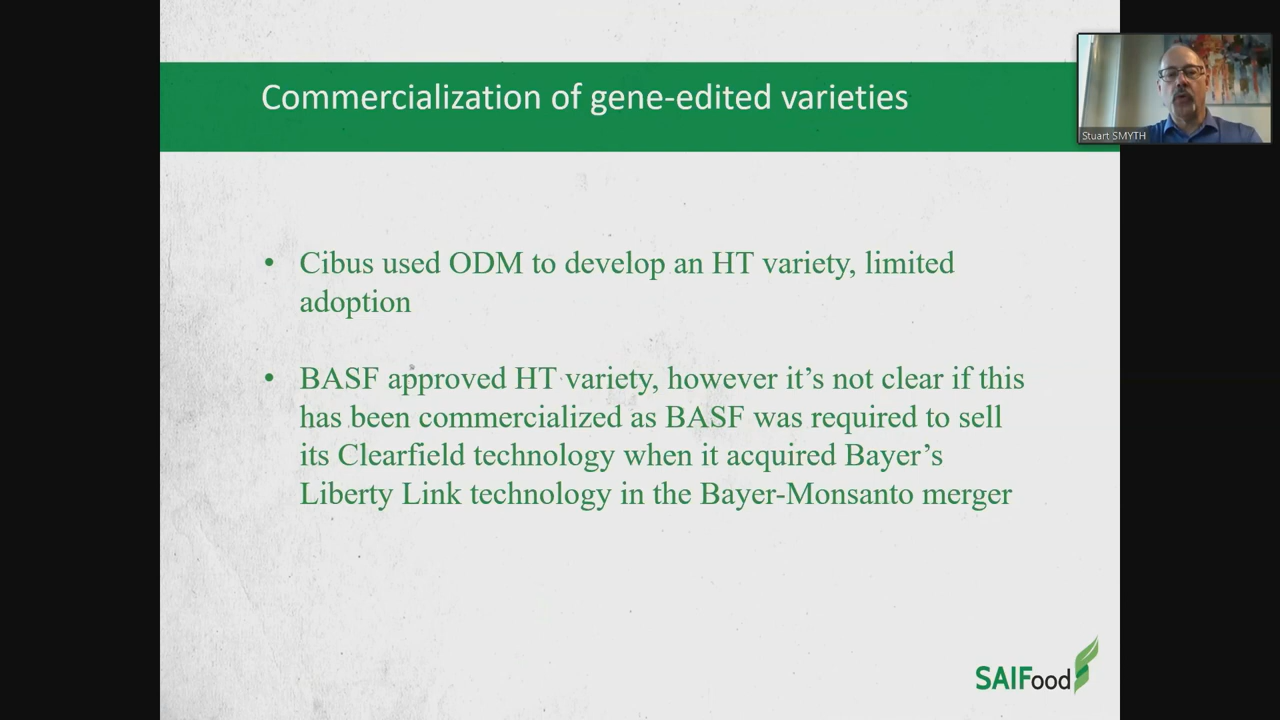 Commercialization of gene-edited varieties
Stuart SMYTH
• Cibus used ODM to develop an HT variety, limited
adoption
• BASF approved HT variety, however it’s not clear if this
has been commercialized as BASF was required to sell
its Clearfield technology when it acquired Bayer’s
Liberty Link technology in the Bayer-Monsanto merger
SAIFood